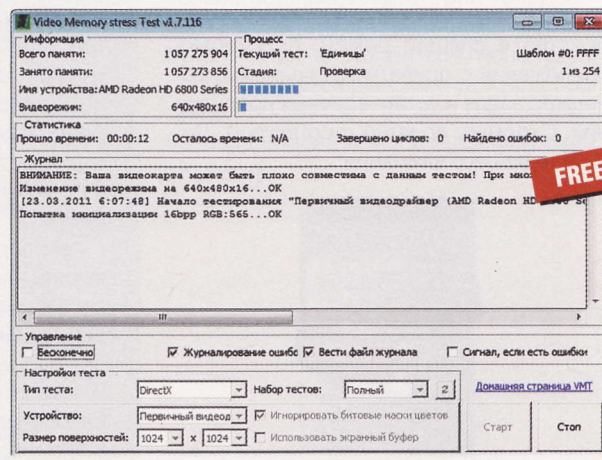 Video Memory stress Test v1.7.116
Информация
Всего памяти: 1 057 275 904
Занято памяти: 1 057 273 856
Имя устройства: AMD Radeon HD 6800 Series
Видеорежим: 640x480x16
Процесс
Текущий тест: 'Единицы' Шаблон #0: FFFF
Стадия: Проверка 1 из 254
Статистика
Прошло времени: 00:00:12 Осталось времени: N/A Завершено циклов: 0 Найдено ошибок: 0
Журнал
ВНИМАНИЕ: Ваша видеокарта может быть плохо совместима с данным тестом! При мно
Изменение видеорежима на 640x480x16...OK
[23.03.2011 6:07:48] Начало тестирования "Первичный видеодрайвер (AMD Radeon HD Se
Попытка инициализации 16bpp RGB:565...OK
FREE
Управление
Бесконечно Журналирование ошибо Вести файл журнала Сигнал, если есть ошибки
Настройки теста
Тип теста: DirectX Набор тестов: Полный 2 Домашняя страница VMT
Устройство: Первичный видеод Игнорировать битовые маски цветов
Размер поверхностей: 1024 x 1024 Использовать экранный буфер
Старт Стоп